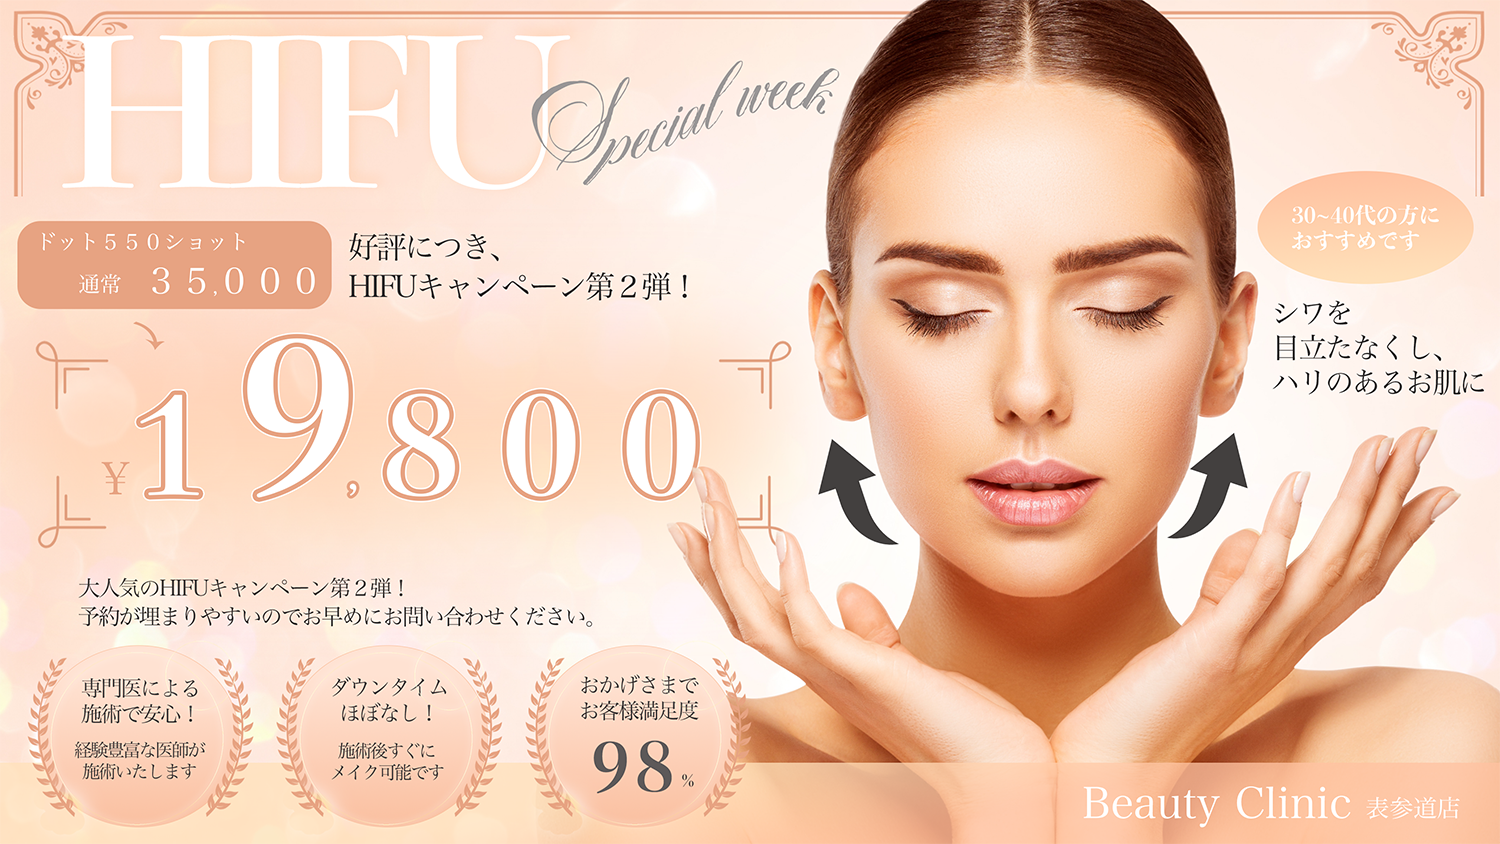 HIFU
Special week
ドット５５０ショット
通常 ３５,０００
好評につき、
HIFUキャンペーン第２弾！
¥19,800
30~40代の方に
おすすめです
シワを
目立たなくし、
ハリのあるお肌に
大人気のHIFUキャンペーン第２弾！
予約が埋まりやすいのでお早めにお問い合わせください。
専門医による
施術で安心！
経験豊富な医師が
施術いたします
ダウンタイム
ほぼなし！
施術後すぐに
メイク可能です
おかげさまで
お客様満足度
98%
Beauty Clinic 表参道店